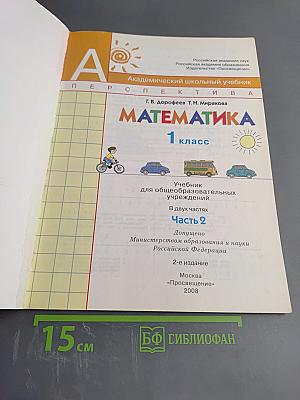 Российская академия наук
Российская академия образования
Издательство «Просвещение»
А
Академический школьный учебник
ПЕРСПЕКТИВА
Г. В. Дорофеев Т. Н. Миракова
МАТЕМАТИКА
1 класс
Учебник
для общеобразовательных
учреждений
В двух частях
Часть 2
Допущено
Министерством образования и науки
Российской Федерации
2-е издание
Москва
«Просвещение»
2008
15 см
БФ БИБЛИОФАН